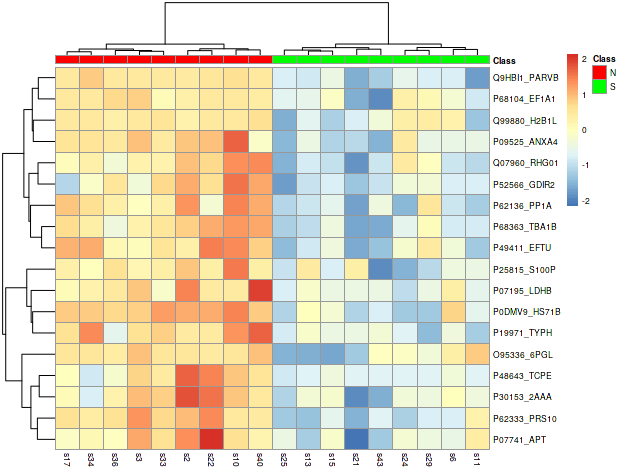 Class
Class
N
S
2
1
0
-1
-2
Q9HBI1_PARVB
P68104_EF1A1
Q99880_H2B1L
P09525_ANXA4
Q07960_RHG01
P52566_GDIR2
P62136_PP1A
P68363_TBA1B
P49411_EFTU
P25815_S100P
P07195_LDHB
P0DMV9_HS71B
P19971_TYPH
O95336_6PGL
P48643_TCPE
P30153_2AAA
P62333_PRS10
P07741_APT
s17 s34 s36 s3 s33 s2 s22 s10 s40 s25 s13 s15 s21 s43 s24 s29 s6 s11